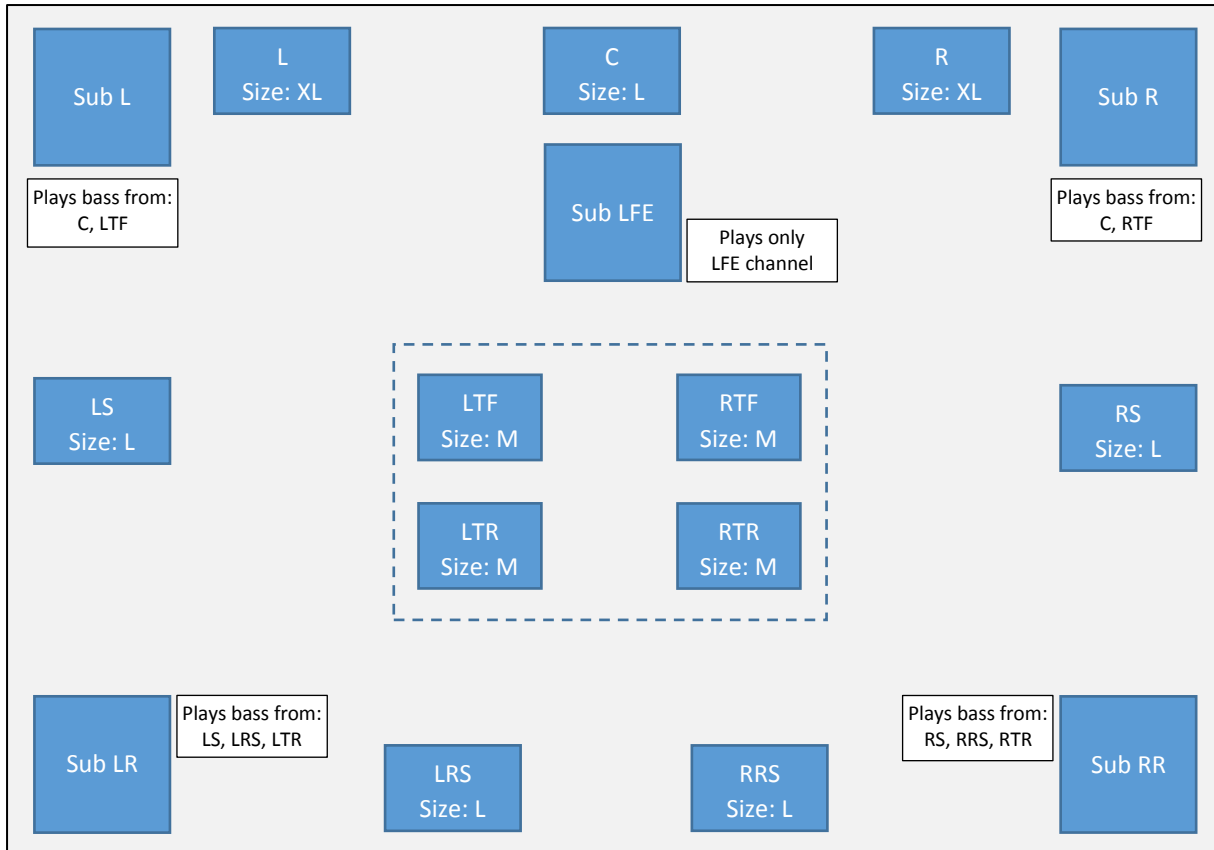 Sub L
L
Size: XL
C
Size: L
R
Size: XL
Sub R
Plays bass from:
C, LTF
Sub LFE
Plays only
LFE channel
Plays bass from:
C, RTF
LS
Size: L
LTF
Size: M
RTF
Size: M
RS
Size: L
LTR
Size: M
RTR
Size: M
Sub LR
Plays bass from:
LS, LRS, LTR
LRS
Size: L
RRS
Size: L
Plays bass from:
RS, RRS, RTR
Sub RR